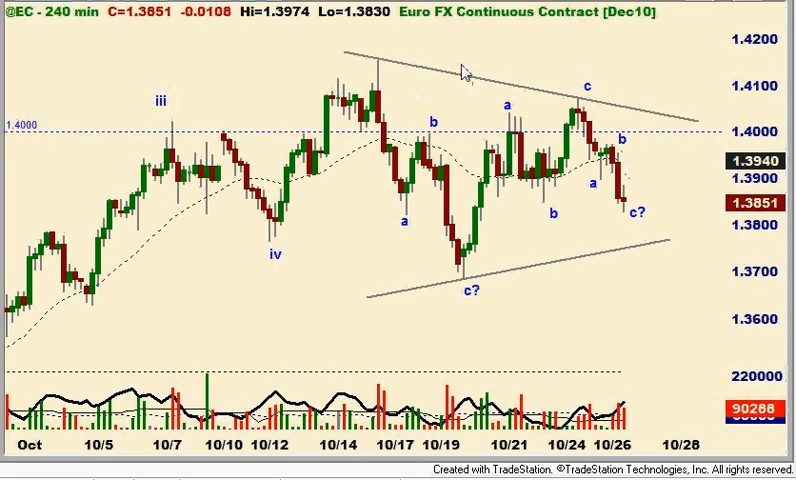 @EC - 240 min C=1.3851 -0.0108 Hi=1.3974 Lo=1.3830 Euro FX Continuous Contract [Dec10]
1.4200
1.4100
c
iii
a
b
1.4000
1.4000
b
1.3940
1.3900
a
1.3851
a
b
c?
1.3800
iv
1.3700
c?
1.3600
220000
90286
Oct 10/5 10/7 10/10 10/12 10/14 10/17 10/19 10/21 10/24 10/26 10/28
Created with TradeStation. ©TradeStation Technologies, Inc. All rights reserved.